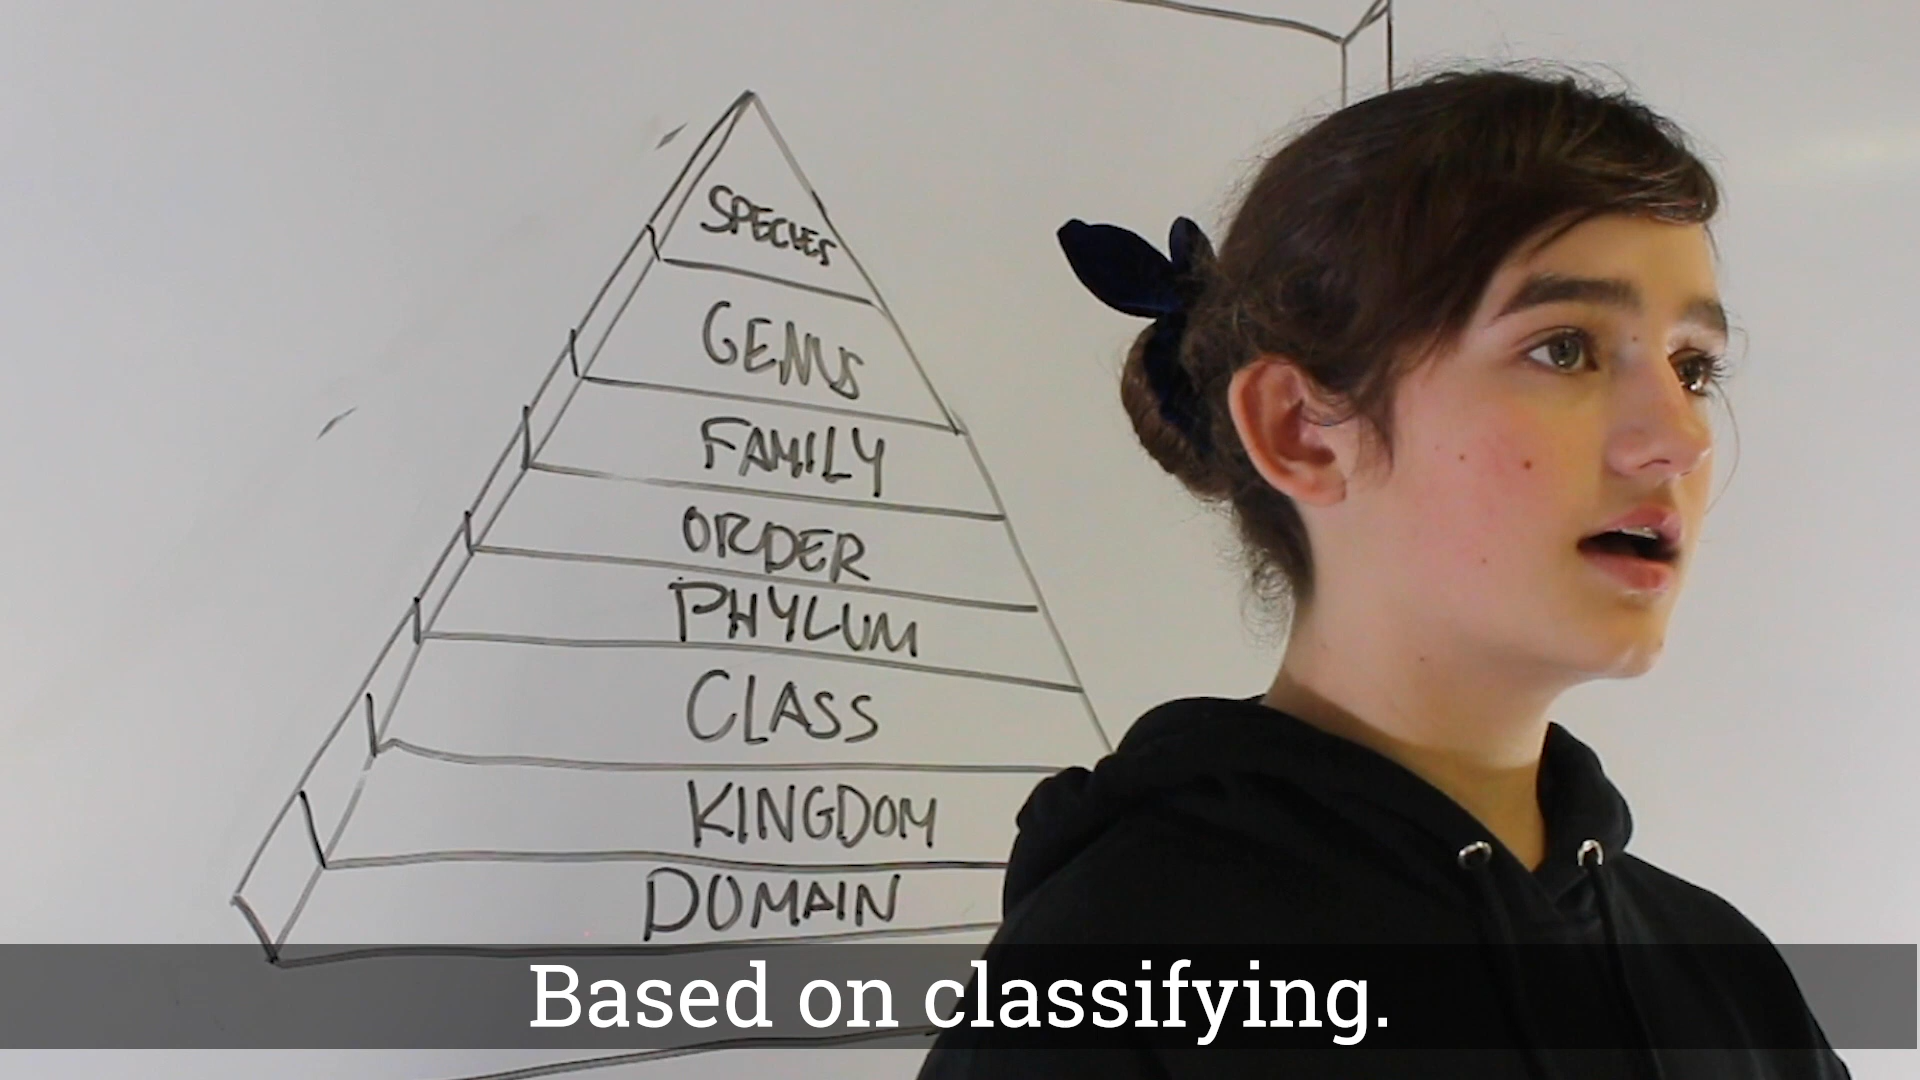 SPECIES
GENUS
FAMILY
ORDER
PHYLUM
CLASS
KINGDOM
DOMAIN
Based on classifying.